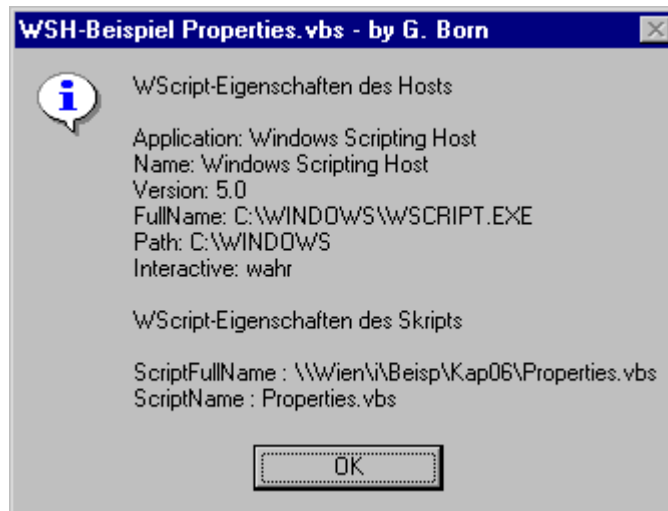 WSH-Beispiel Properties.vbs - by G. Born
WScript-Eigenschaften des Hosts
Application: Windows Scripting Host
Name: Windows Scripting Host
Version: 5.0
FullName: C:\WINDOWS\WSCRIPT.EXE
Path: C:\WINDOWS
Interactive: wahr
WScript-Eigenschaften des Skripts
ScriptFullName : \\Wien\i\Beisp\Kap06\Properties.vbs
ScriptName : Properties.vbs
OK